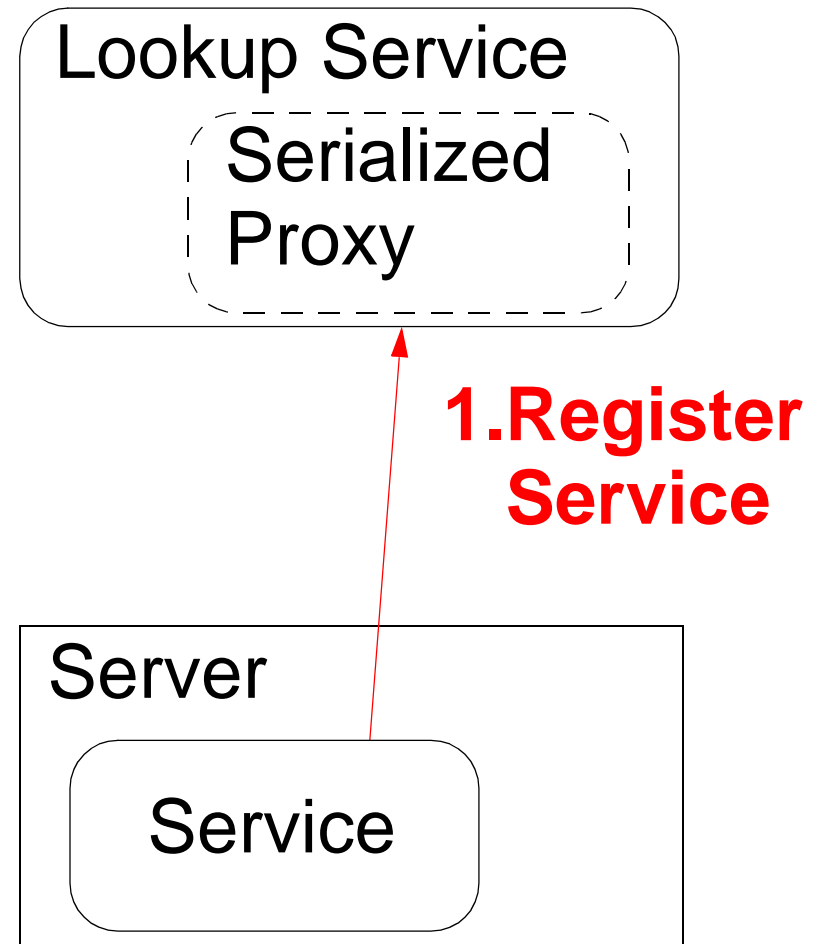 Lookup Service
Serialized
Proxy
1.Register
Service
Server
Service